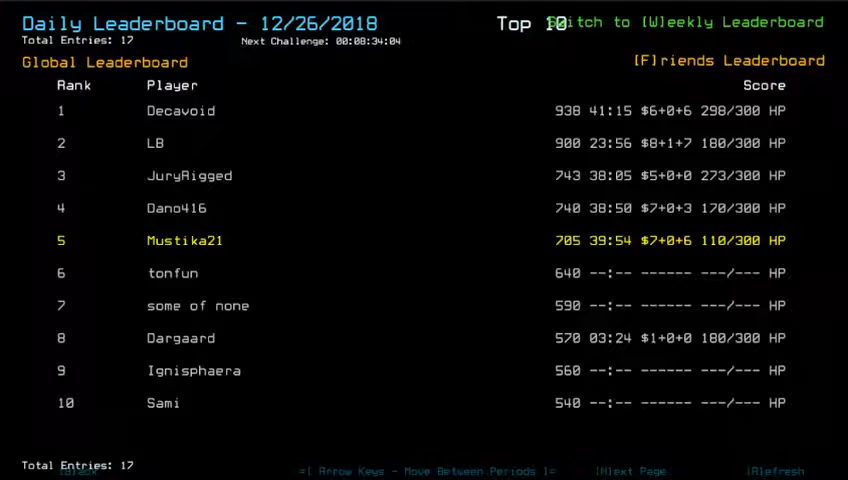 Daily Leaderboard - 12/26/2018 Top 10 Switch to [W]eekly Leaderboard
Total Entries: 17 Next Challenge: 00:08:34:04
Global Leaderboard [F]riends Leaderboard
Rank Player Score
1 Decavoid 938 41:15 $6+0+6 298/300 HP
2 LB 900 23:56 $8+1+7 180/300 HP
3 JuryRigged 743 38:05 $5+0+0 273/300 HP
4 Dano416 740 38:50 $7+0+3 170/300 HP
5 Mustika21 705 39:54 $7+0+6 110/300 HP
6 tonfun 640 --:-- ------ ---/--- HP
7 some of none 590 --:-- ------ ---/--- HP
8 Dargaard 570 03:24 $1+0+0 180/300 HP
9 Ignisphaera 560 --:-- ------ ---/--- HP
10 Sami 540 --:-- ------ ---/--- HP
Total Entries: 17
[B]ack =[ Arrow Keys - Move Between Periods ]= [N]ext Page [R]efresh